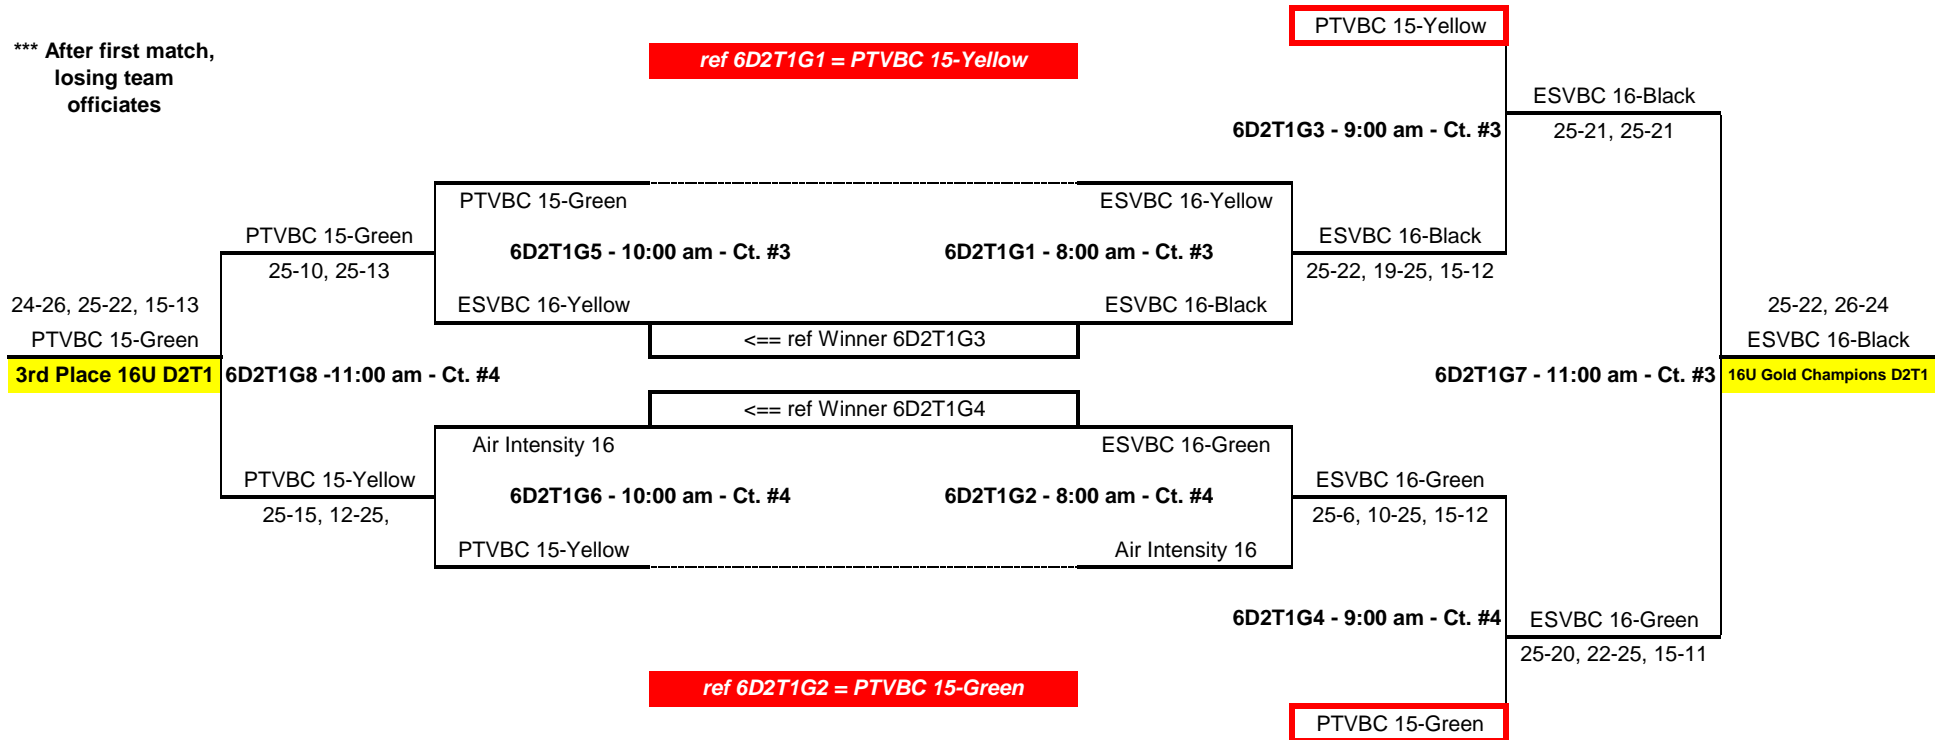 PTVBC 15-Yellow
*** After first match,
losing team
officiates
ref 6D2T1G1 = PTVBC 15-Yellow
ESVBC 16-Black
6D2T1G3 - 9:00 am - Ct. #3
25-21, 25-21
PTVBC 15-Green
ESVBC 16-Yellow
PTVBC 15-Green
6D2T1G5 - 10:00 am - Ct. #3
6D2T1G1 - 8:00 am - Ct. #3
ESVBC 16-Black
25-10, 25-13
25-22, 19-25, 15-12
24-26, 25-22, 15-13
ESVBC 16-Yellow
ESVBC 16-Black
25-22, 26-24
PTVBC 15-Green
<== ref Winner 6D2T1G3
ESVBC 16-Black
3rd Place 16U D2T1
6D2T1G8 -11:00 am - Ct. #4
6D2T1G7 - 11:00 am - Ct. #3
16U Gold Champions D2T1
<== ref Winner 6D2T1G4
Air Intensity 16
ESVBC 16-Green
PTVBC 15-Yellow
6D2T1G6 - 10:00 am - Ct. #4
6D2T1G2 - 8:00 am - Ct. #4
ESVBC 16-Green
25-15, 12-25,
25-6, 10-25, 15-12
PTVBC 15-Yellow
Air Intensity 16
6D2T1G4 - 9:00 am - Ct. #4
ESVBC 16-Green
25-20, 22-25, 15-11
ref 6D2T1G2 = PTVBC 15-Green
PTVBC 15-Green